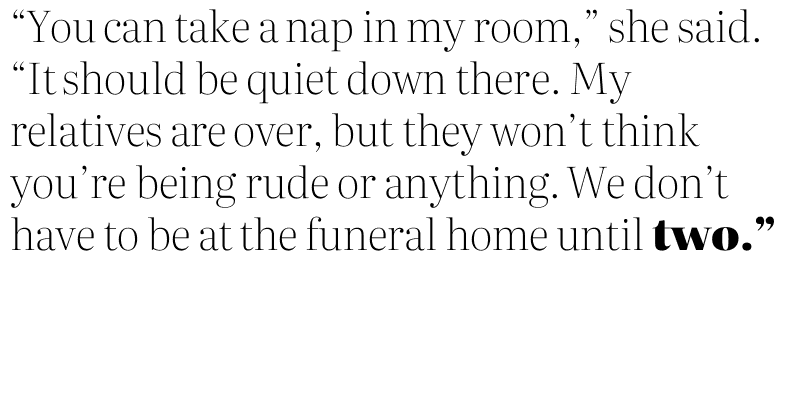 “You can take a nap in my room,” she said.
“It should be quiet down there. My
relatives are over, but they won’t think
you’re being rude or anything. We don’t
have to be at the funeral home until two.”